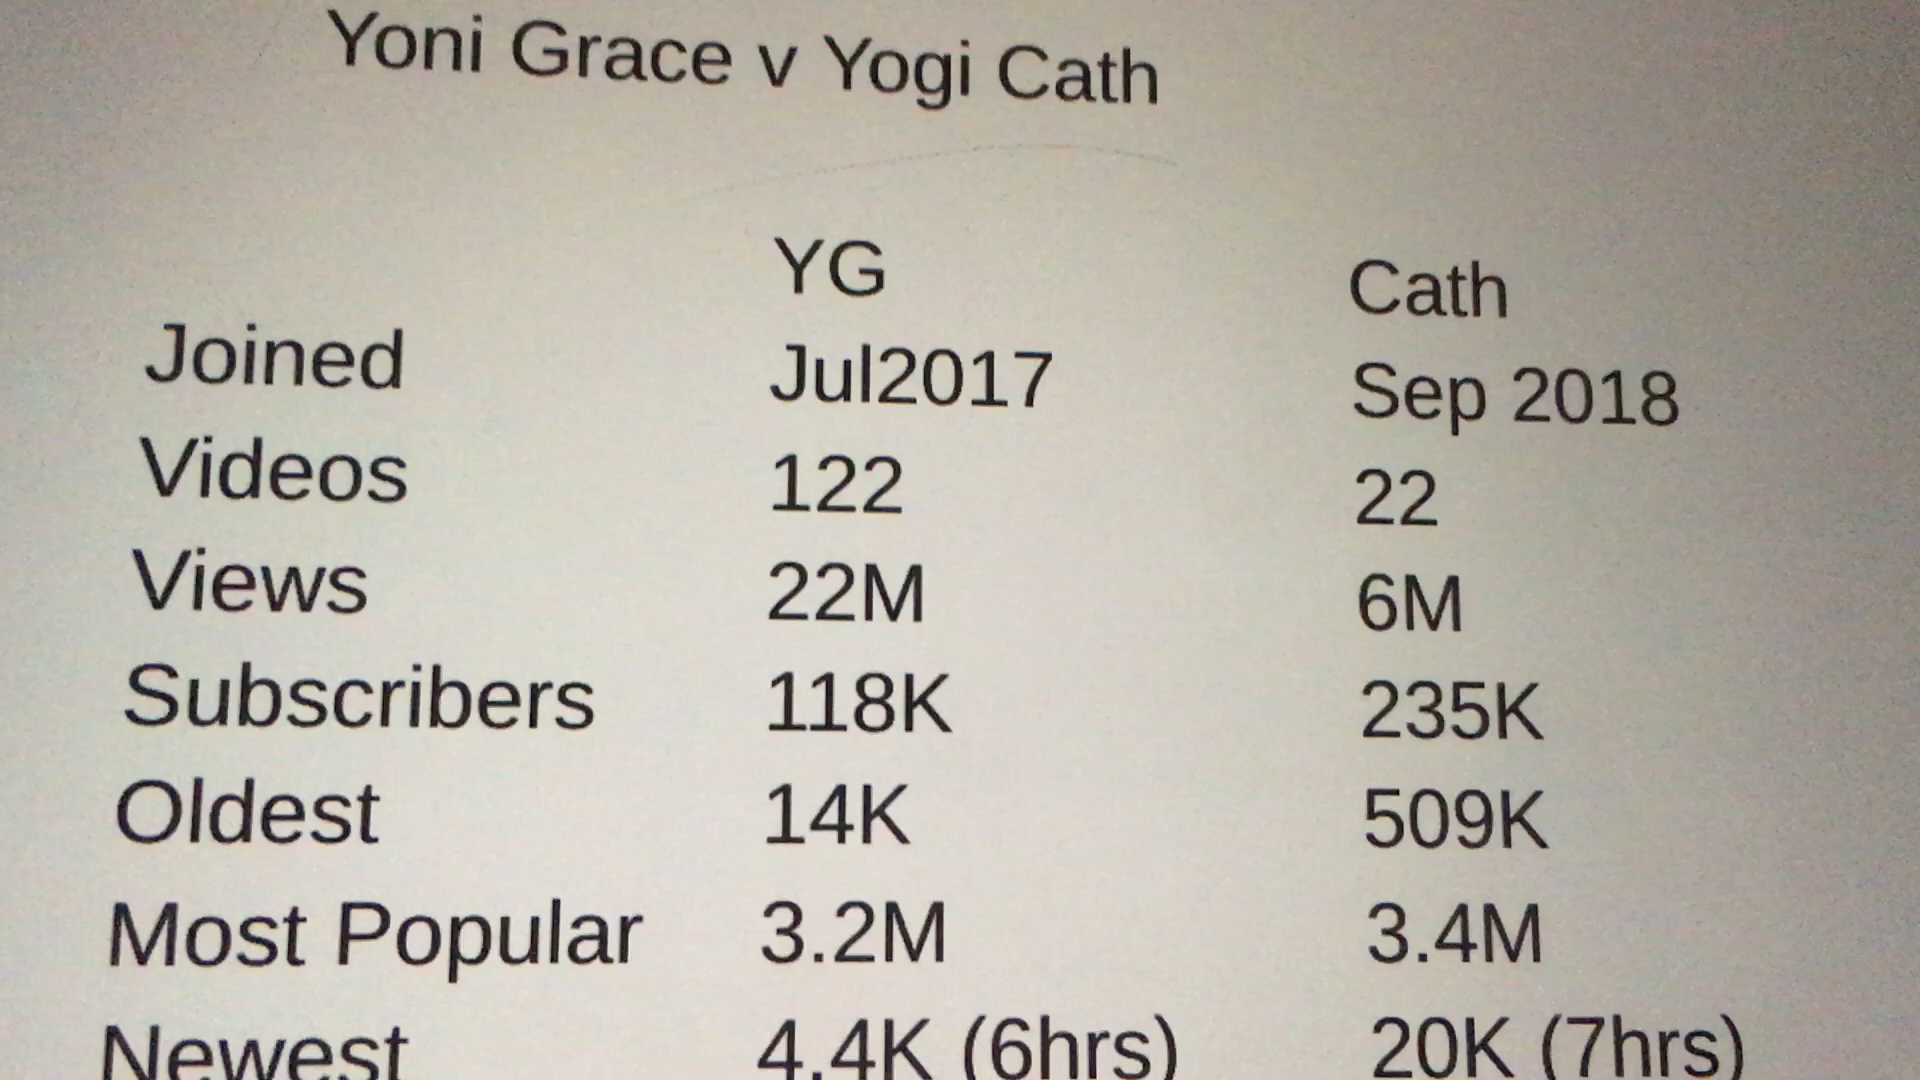 Yoni Grace v Yogi Cath
YG Cath
Joined Jul2017 Sep 2018
Videos 122 22
Views 22M 6M
Subscribers 118K 235K
Oldest 14K 509K
Most Popular 3.2M 3.4M
Newest 4.4K (6hrs) 20K (7hrs)